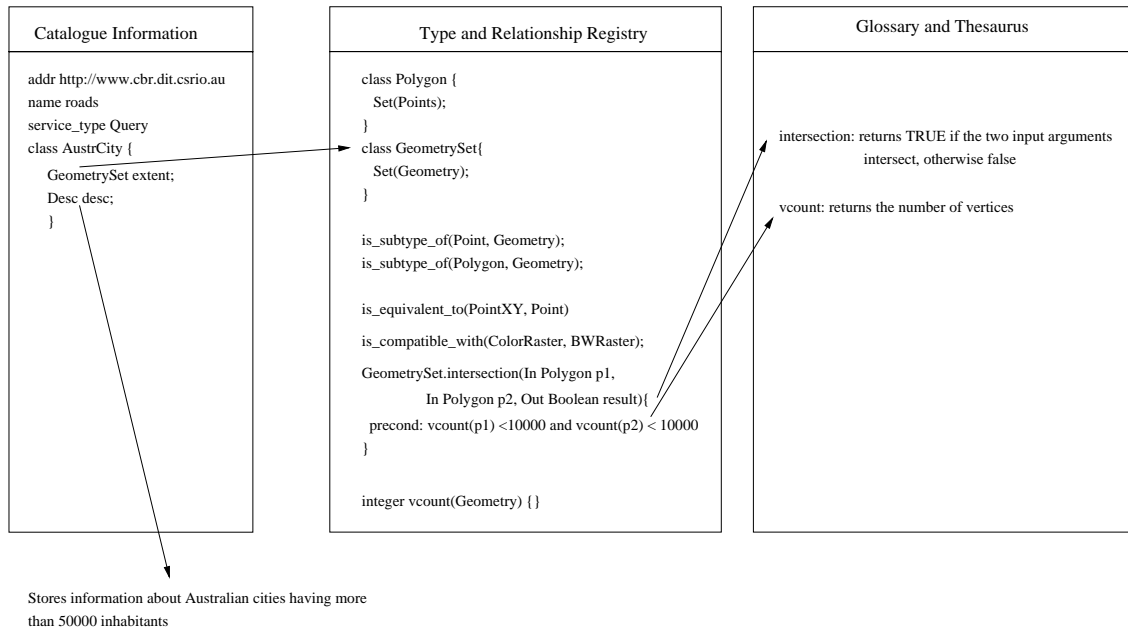 Catalogue Information
addr http://www.cbr.dit.csrio.au
name roads
service_type Query
class AustrCity {
GeometrySet extent;
Desc desc;
}
Type and Relationship Registry
class Polygon {
Set(Points);
}
class GeometrySet{
Set(Geometry);
}
is_subtype_of(Point, Geometry);
is_subtype_of(Polygon, Geometry);
is_equivalent_to(PointXY, Point)
is_compatible_with(ColorRaster, BWRaster);
GeometrySet.intersection(In Polygon p1,
In Polygon p2, Out Boolean result){
precond: vcount(p1) <10000 and vcount(p2) < 10000
}
integer vcount(Geometry) {}
Glossary and Thesaurus
intersection: returns TRUE if the two input arguments
intersect, otherwise false
vcount: returns the number of vertices
Stores information about Australian cities having more
than 50000 inhabitants